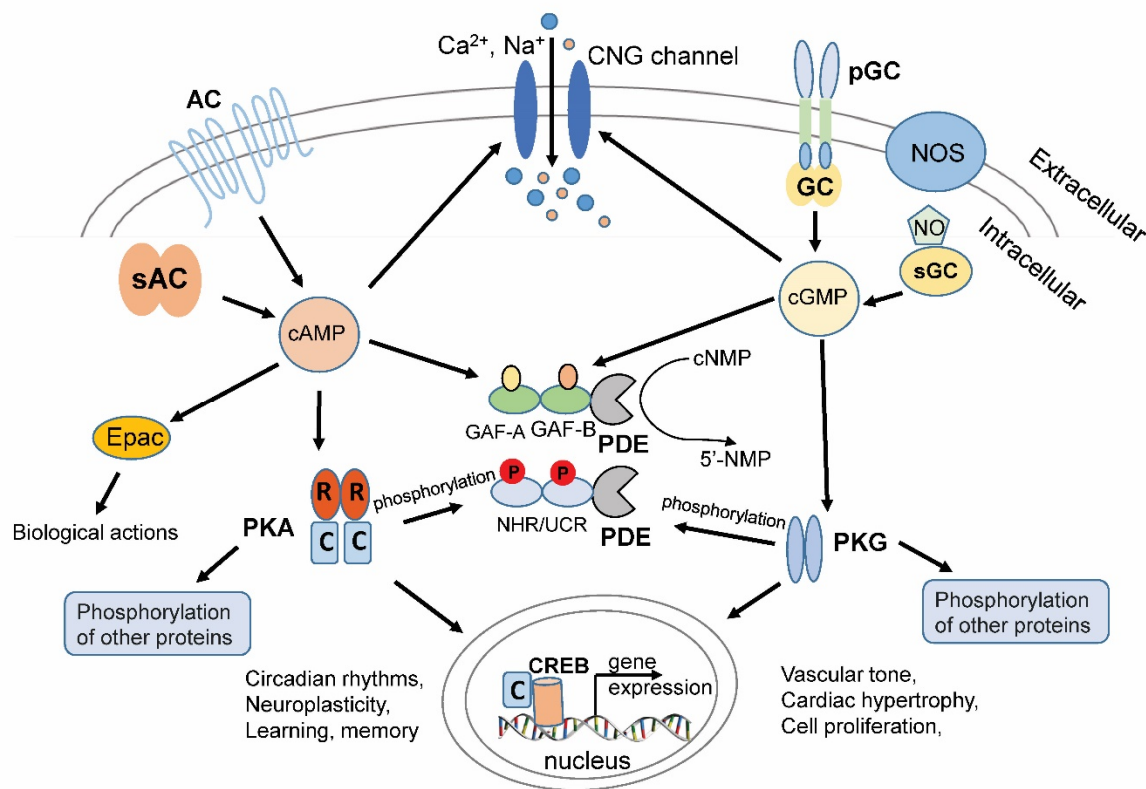 Ca²⁺, Na⁺
CNG channel
pGC
AC
NOS
GC
Extracellular
Intracellular
NO
sGC
sAC
cAMP
cGMP
cNMP
GAF-A
GAF-B
PDE
5'-NMP
Epac
P
P
R
R
phosphorylation
phosphorylation
NHR/UCR
PDE
Biological actions
PKA
C
C
PKG
Phosphorylation
of other proteins
Phosphorylation
of other proteins
Circadian rhythms,
Neuroplasticity,
Learning, memory
CREB
C
gene
expression
nucleus
Vascular tone,
Cardiac hypertrophy,
Cell proliferation,